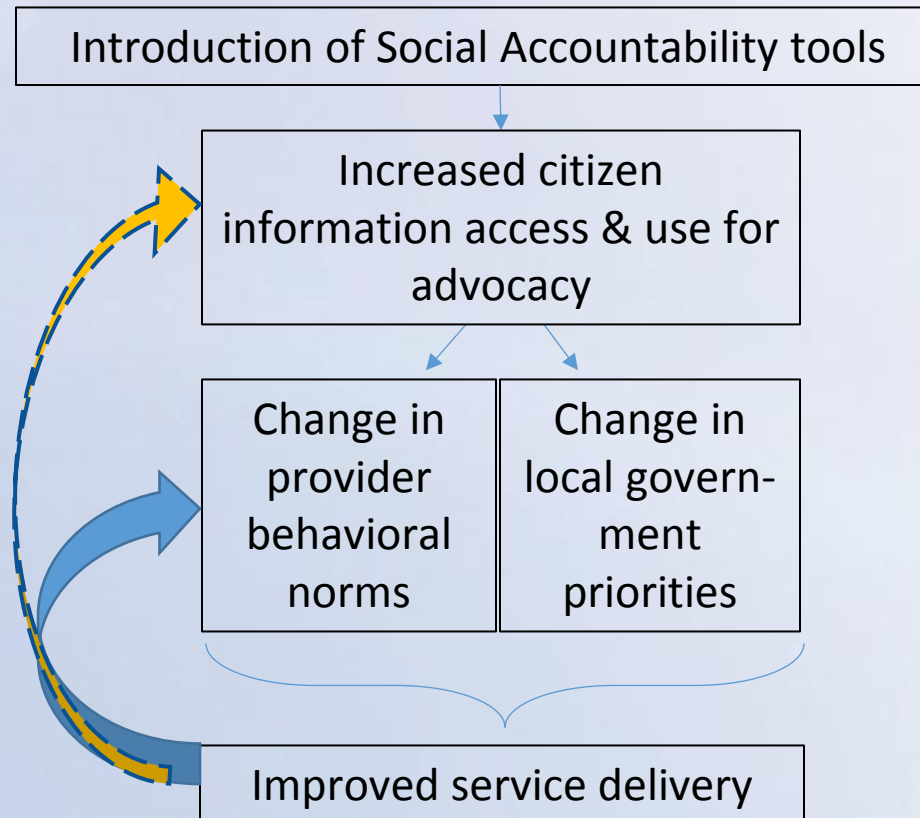 Introduction of Social Accountability tools
Increased citizen
information access & use for
advocacy
Change in
provider
behavioral
norms
Change in
local govern-
ment
priorities
Improved service delivery